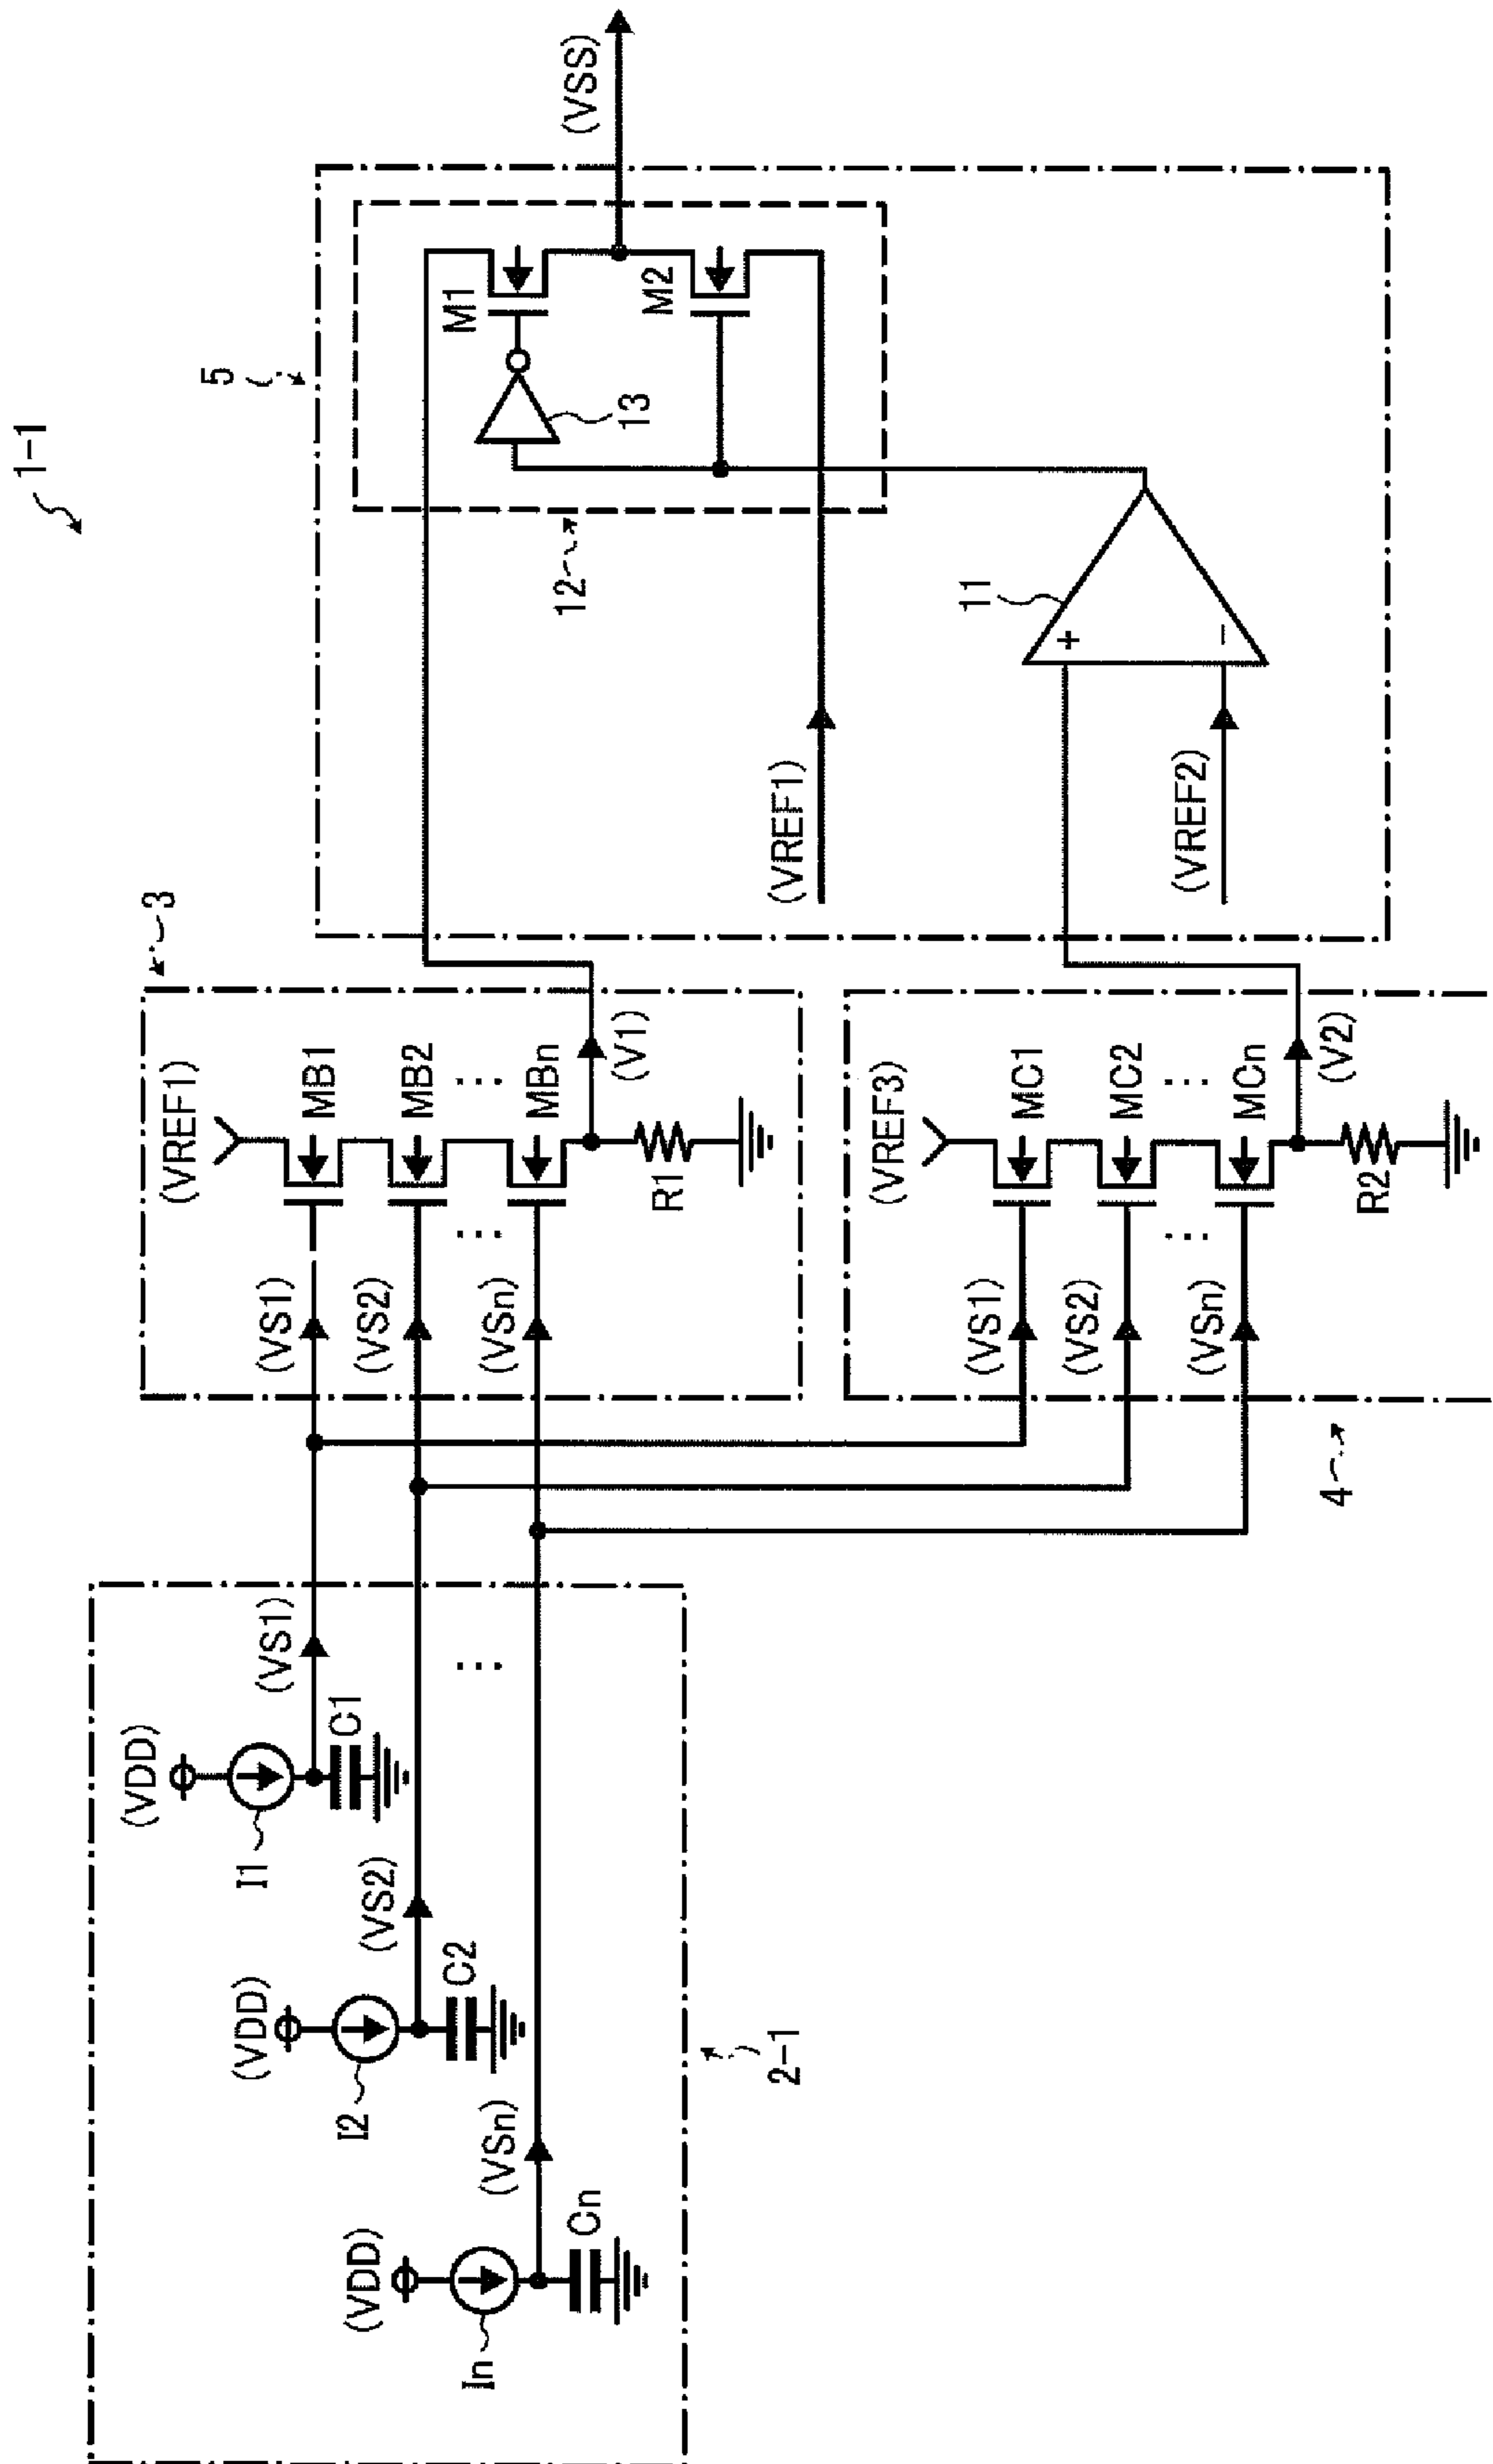 1-1
5
(VSS)
M1
M2
13
12
(VREF1)
11
+
−
(VREF2)
3
(VREF1)
MB1
MB2
...
MBn
(V1)
R1
(VS1)
(VS2)
...
(VSn)
(VREF3)
MC1
MC2
...
MCn
(V2)
R2
(VS1)
(VS2)
...
(VSn)
4
(VDD)
I1
C1
(VS1)
...
(VDD)
I2
C2
(VS2)
(VDD)
In
Cn
(VSn)
2-1